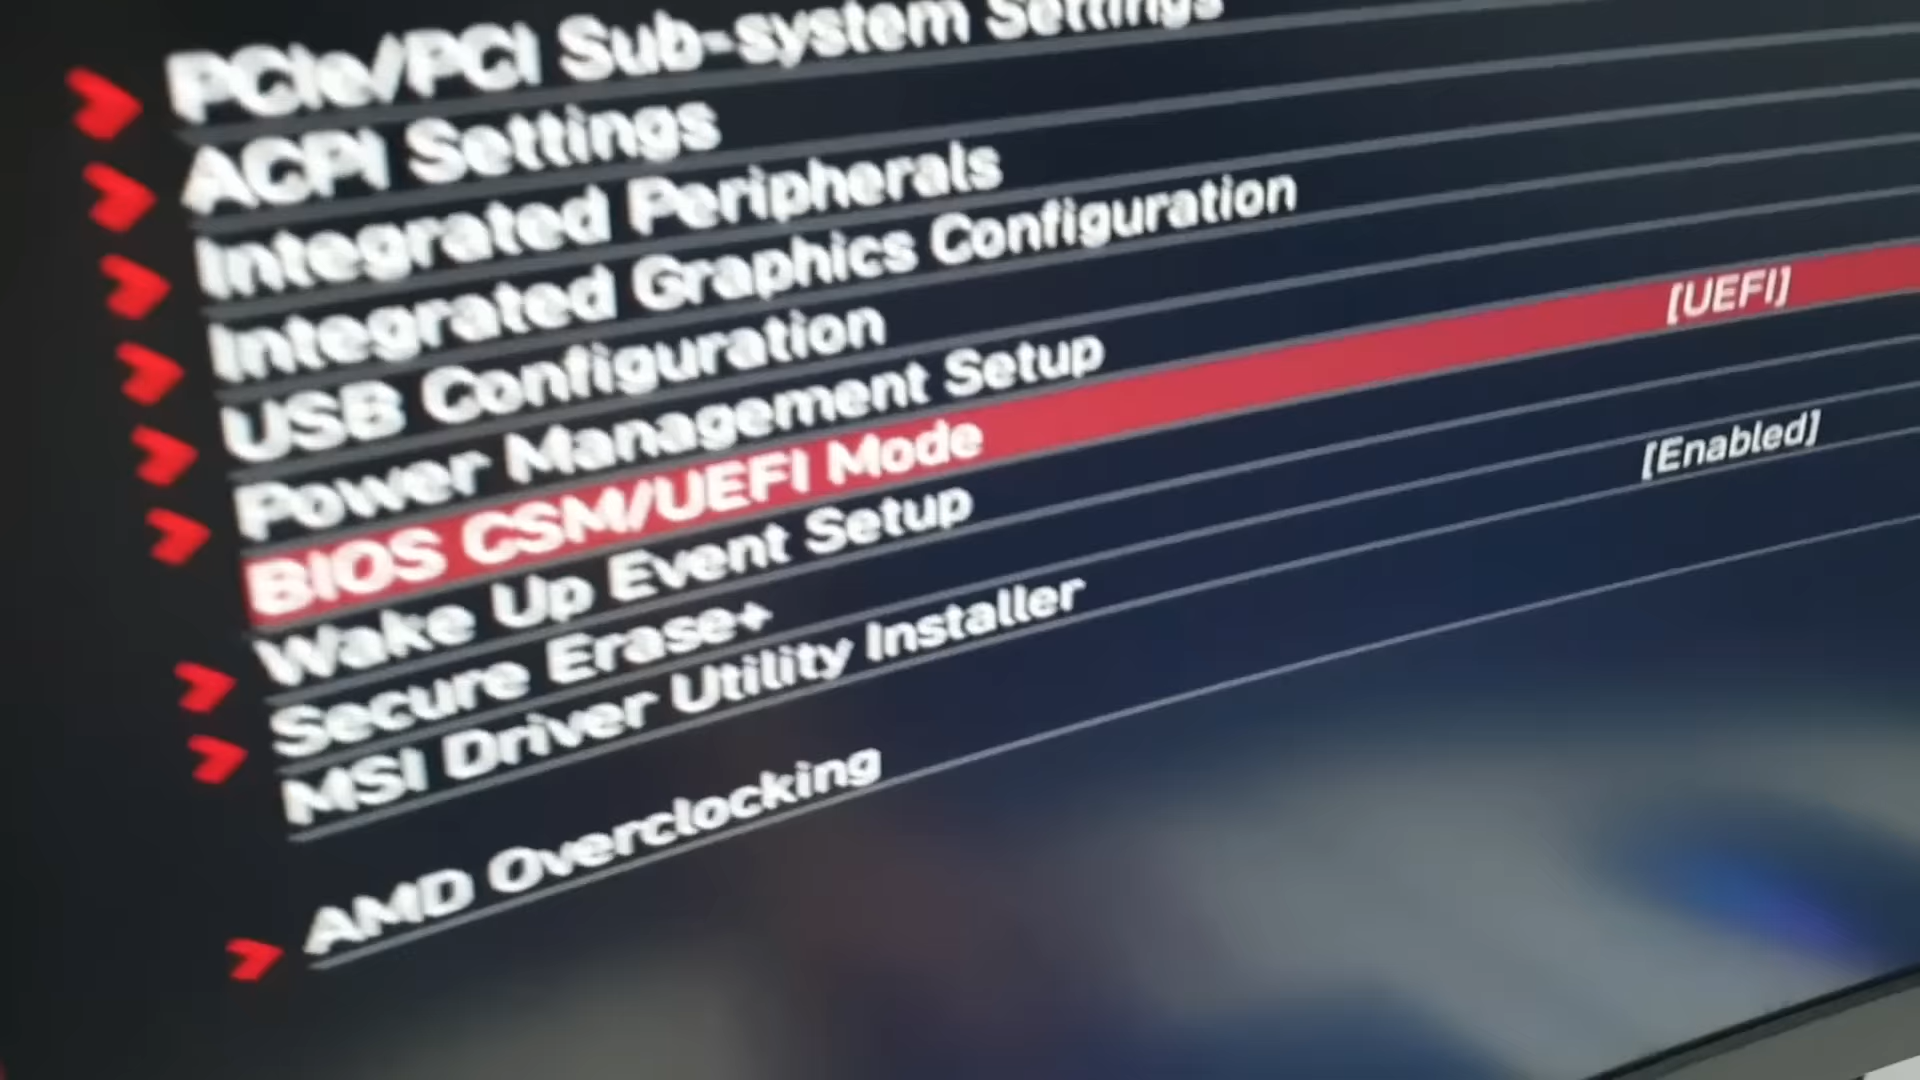 PCIe/PCI Sub-system Settings
ACPI Settings
Integrated Peripherals
Integrated Graphics Configuration
USB Configuration
Power Management Setup
BIOS CSM/UEFI Mode [UEFI]
Wake Up Event Setup
Secure Erase+
MSI Driver Utility Installer [Enabled]
AMD Overclocking